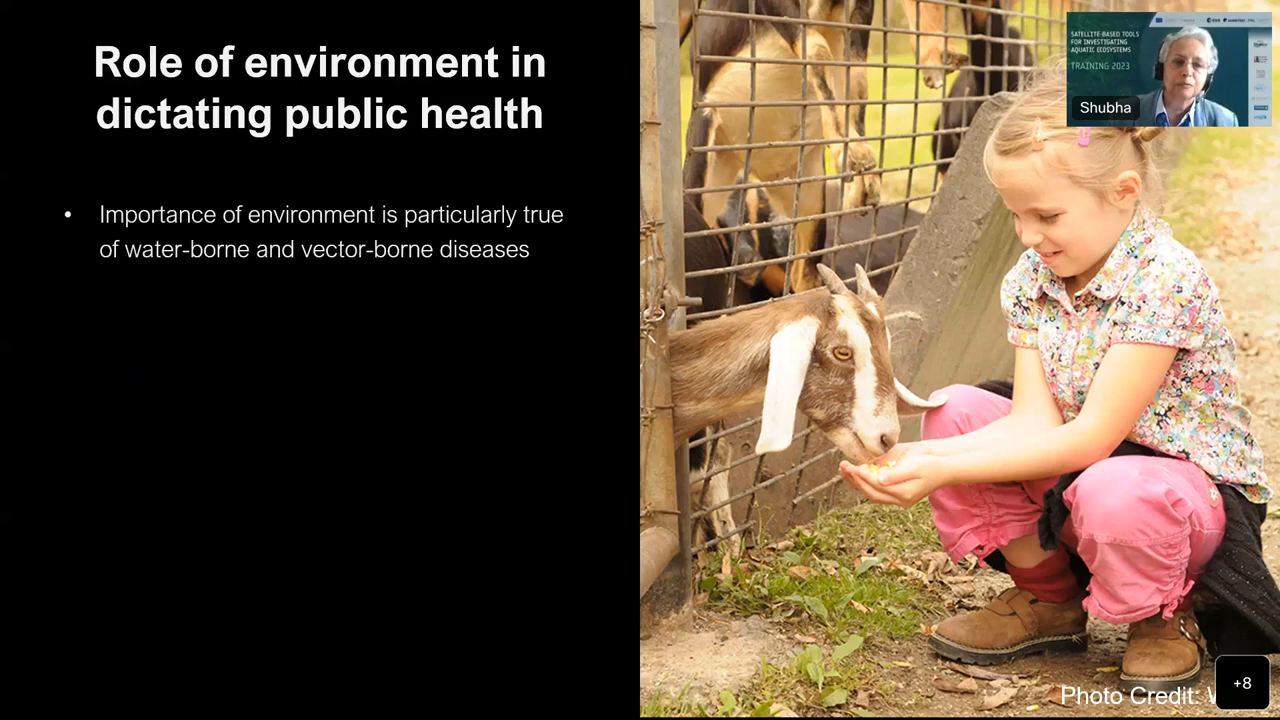 Role of environment in
dictating public health
• Importance of environment is particularly true
of water-borne and vector-borne diseases
SATELLITE-BASED TOOLS
FOR INVESTIGATING
AQUATIC ECOSYSTEMS
TRAINING 2023
Shubha
Photo Credit:
+8